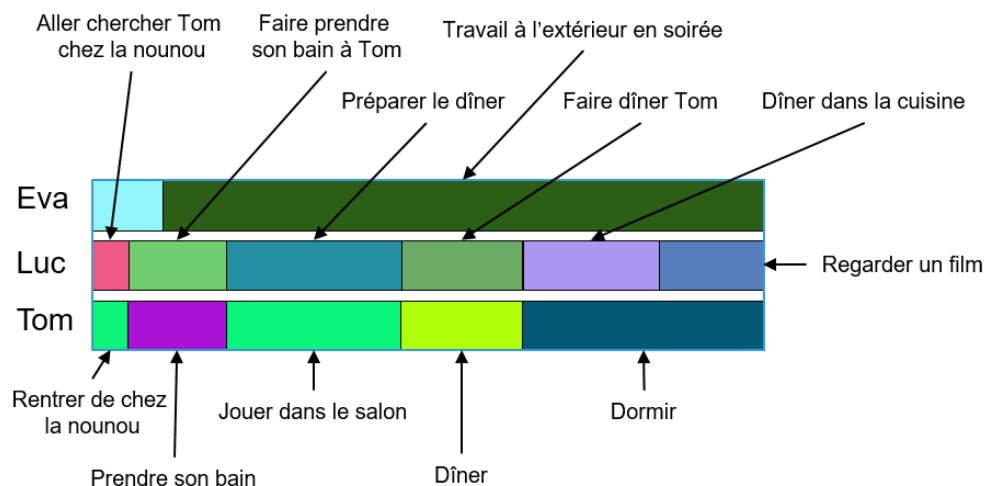 Aller chercher Tom
chez la nounou
Faire prendre
son bain à Tom
Travail à l’extérieur en soirée
Préparer le dîner
Faire dîner Tom
Dîner dans la cuisine
Eva
Luc
Regarder un film
Tom
Rentrer de chez
la nounou
Jouer dans le salon
Dormir
Prendre son bain
Dîner